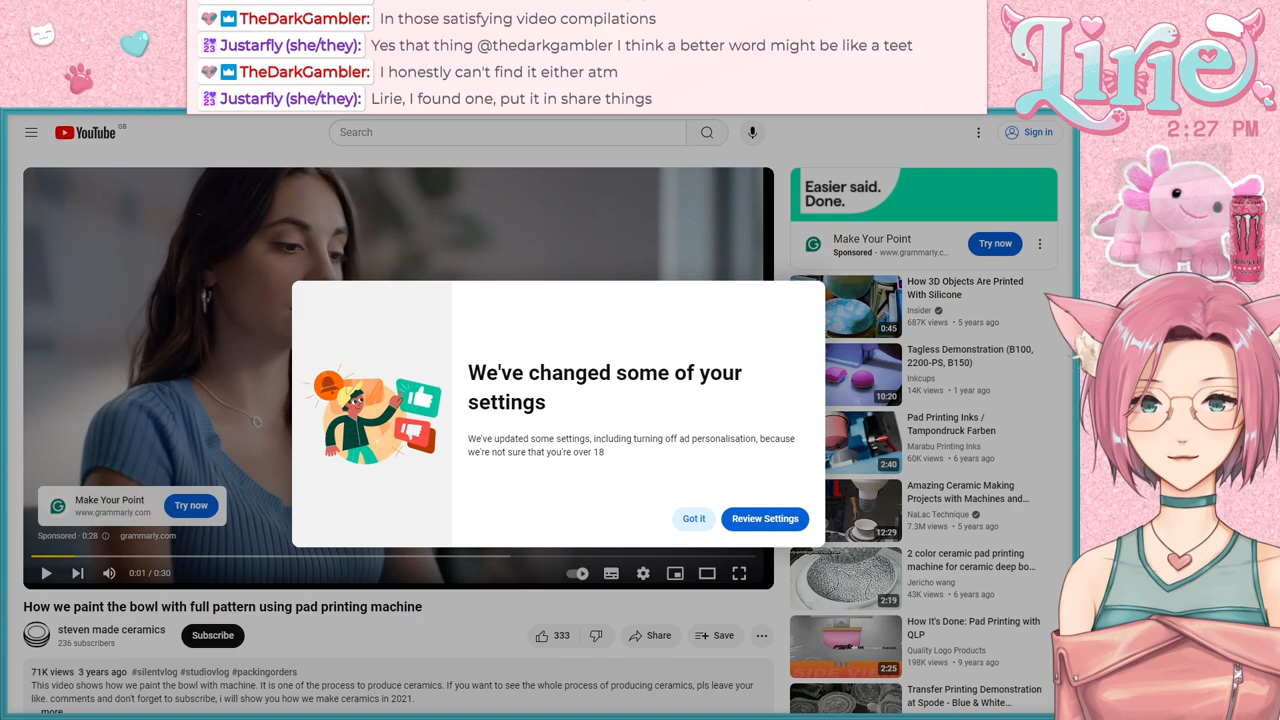 TheDarkGambler: In those satisfying video compilations
Justarfly (she/they): Yes that thing @thedarkgambler I think a better word might be like a teet
TheDarkGambler: I honestly can't find it either atm
Justarfly (she/they): Lirie, I found one, put it in share things
Lirie
2:27 PM
YouTube GB
Search
Sign in
Easier said.
Done.
Make Your Point
Sponsored · www.grammarly.c...
Try now
How 3D Objects Are Printed
With Silicone
Insider
687K views • 5 years ago
0:45
Tagless Demonstration (B100,
2200-PS, B150)
Inkcups
14K views • 1 year ago
10:20
Pad Printing Inks /
Tampondruck Farben
Marabu Printing Inks
60K views • 6 years ago
2:40
Amazing Ceramic Making
Projects with Machines and...
NaLac Technique
7.3M views • 5 years ago
12:29
2 color ceramic pad printing
machine for ceramic deep bo...
Jericho wang
43K views • 6 years ago
2:19
How It's Done: Pad Printing with
QLP
Quality Logo Products
198K views • 9 years ago
2:25
Transfer Printing Demonstration
at Spode - Blue & White...
We've changed some of your
settings
We've updated some settings, including turning off ad personalisation, because
we're not sure that you're over 18
Got it
Review Settings
Make Your Point
www.grammarly.com
Try now
Sponsored · 0:28
grammarly.com
0:01 / 0:30
How we paint the bowl with full pattern using pad printing machine
steven made ceramics
236 subscribers
Subscribe
333
Share
Save
71K views 3 years ago #silentvlog #studiovlog #packingorders
This video shows how we paint the bowl with machine. It is one of the process to produce ceramics. If you want to see the whole process of producing ceramics, pls leave your
like. comments and don't forget to subscribe, i will show you how we make ceramics in 2021.
...more